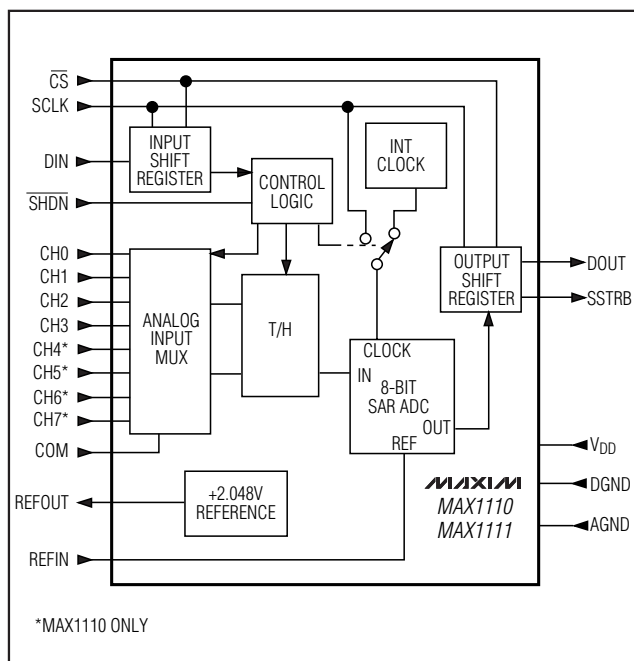 C̅S̅
SCLK
DIN
S̅H̅D̅N̅
CH0
CH1
CH2
CH3
CH4*
CH5*
CH6*
CH7*
COM
REFOUT
REFIN
INPUT
SHIFT
REGISTER
CONTROL
LOGIC
INT
CLOCK
ANALOG
INPUT
MUX
T/H
CLOCK
IN
8-BIT
SAR ADC
OUT
REF
OUTPUT
SHIFT
REGISTER
+2.048V
REFERENCE
MAXIM
MAX1110
MAX1111
DOUT
SSTRB
VDD
DGND
AGND
*MAX1110 ONLY